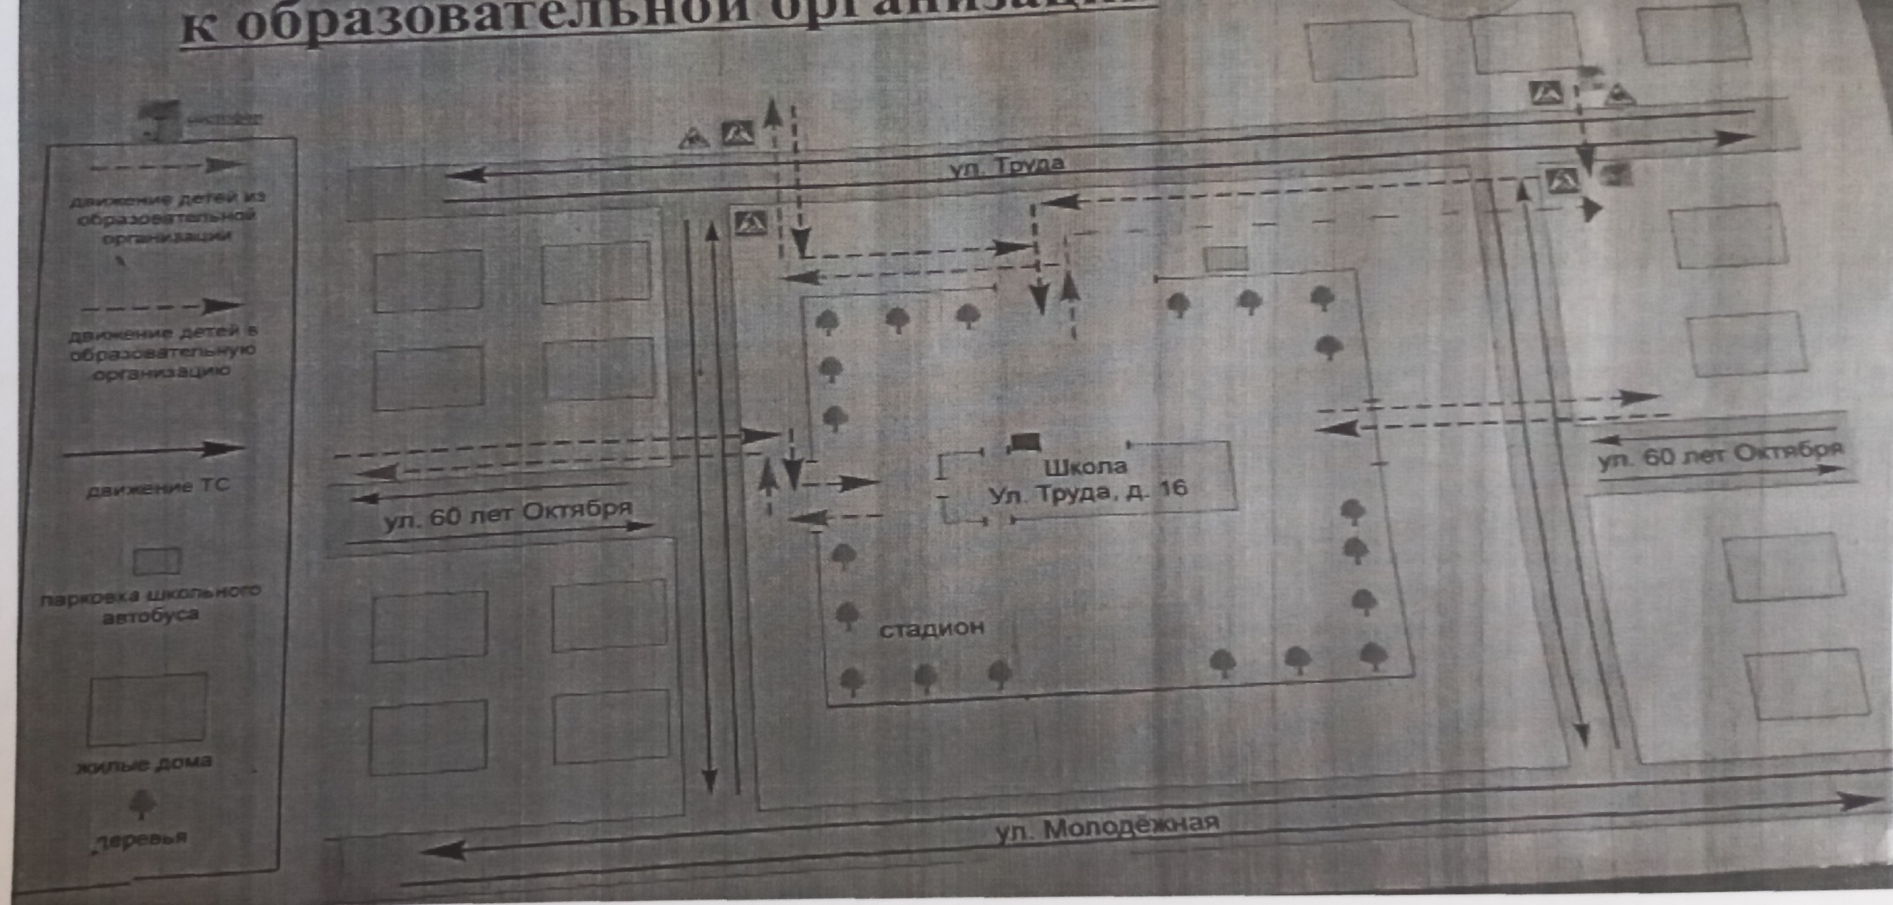 к образовательной организации
движение детей из
образовательной
организации
движение детей в
образовательную
организацию
движение ТС
парковка школьного
автобуса
жилые дома
деревья
ул. Труда
ул. 60 лет Октября
Школа
Ул. Труда, д. 16
ул. 60 лет Октября
стадион
ул. Молодёжная